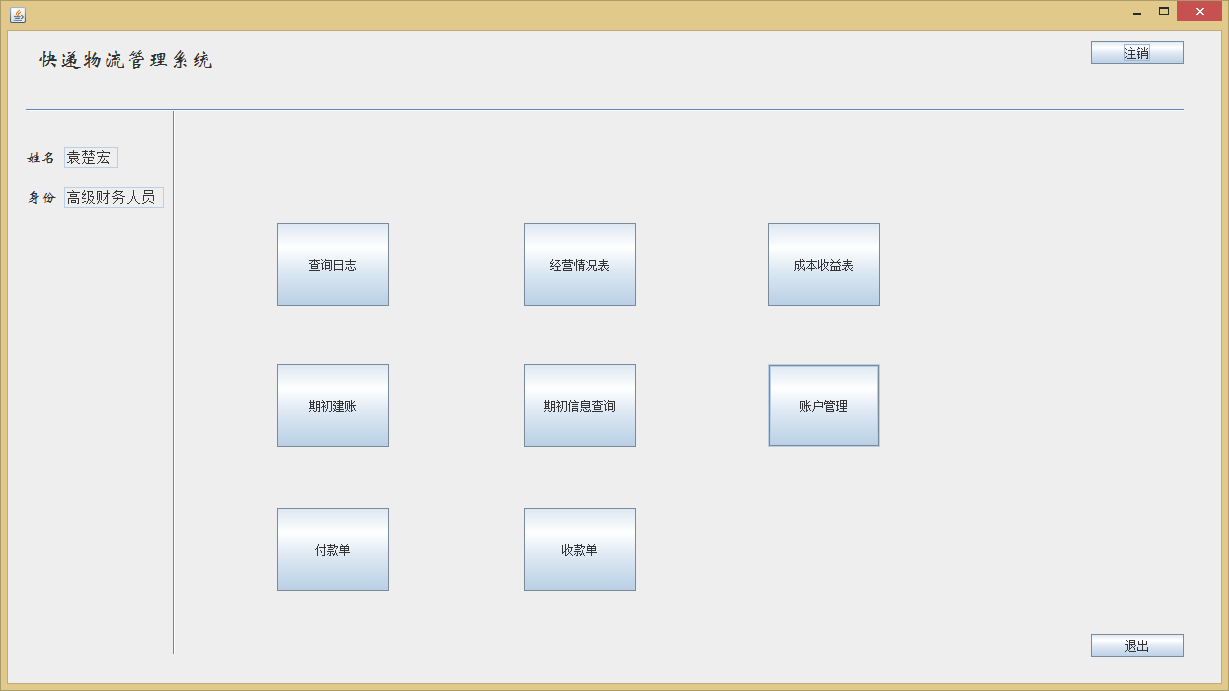 快递物流管理系统
注销
姓名 袁楚宏
身份 高级财务人员
查询日志 经营情况表 成本收益表
期初建账 期初信息查询 账户管理
付款单 收款单
退出